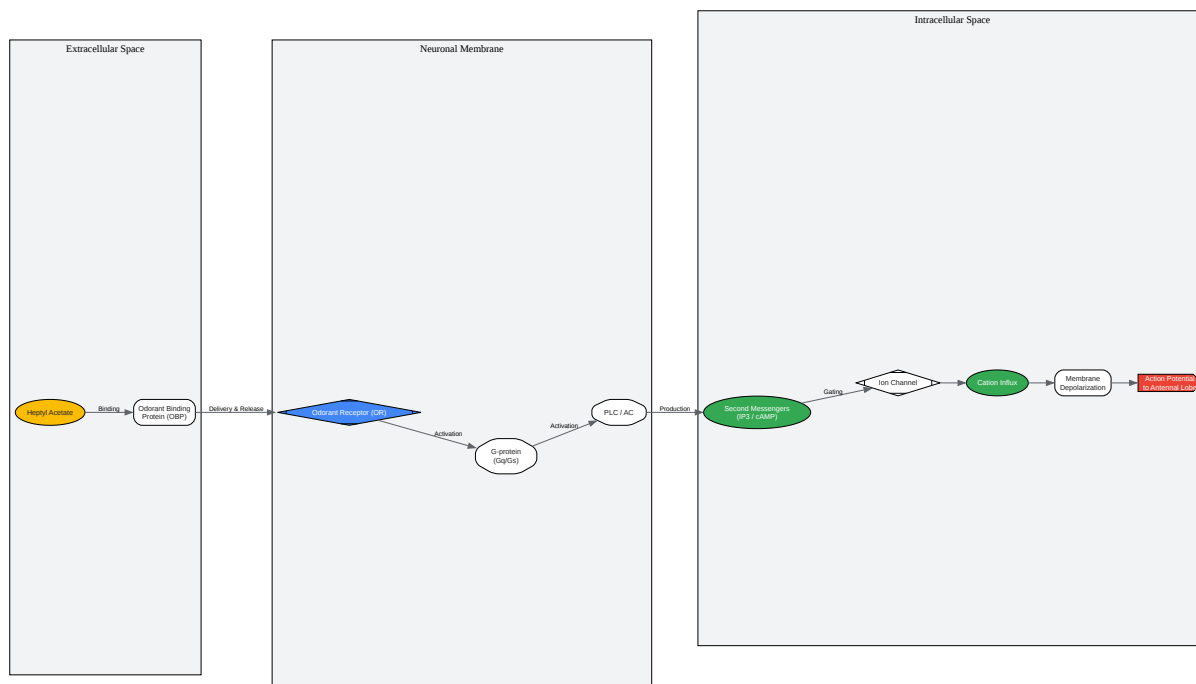 Extracellular Space
Neuronal Membrane
Intracellular Space
Heptyl Acetate
Binding
Odorant Binding
Protein (OBP)
Delivery & Release
Odorant Receptor (OR)
Activation
G-protein
(Gq/Gs)
Activation
PLC / AC
Production
Second Messengers
(IP3 / cAMP)
Gating
Ion Channel
Cation Influx
Membrane
Depolarization
Action Potential
to Antennal Lobe